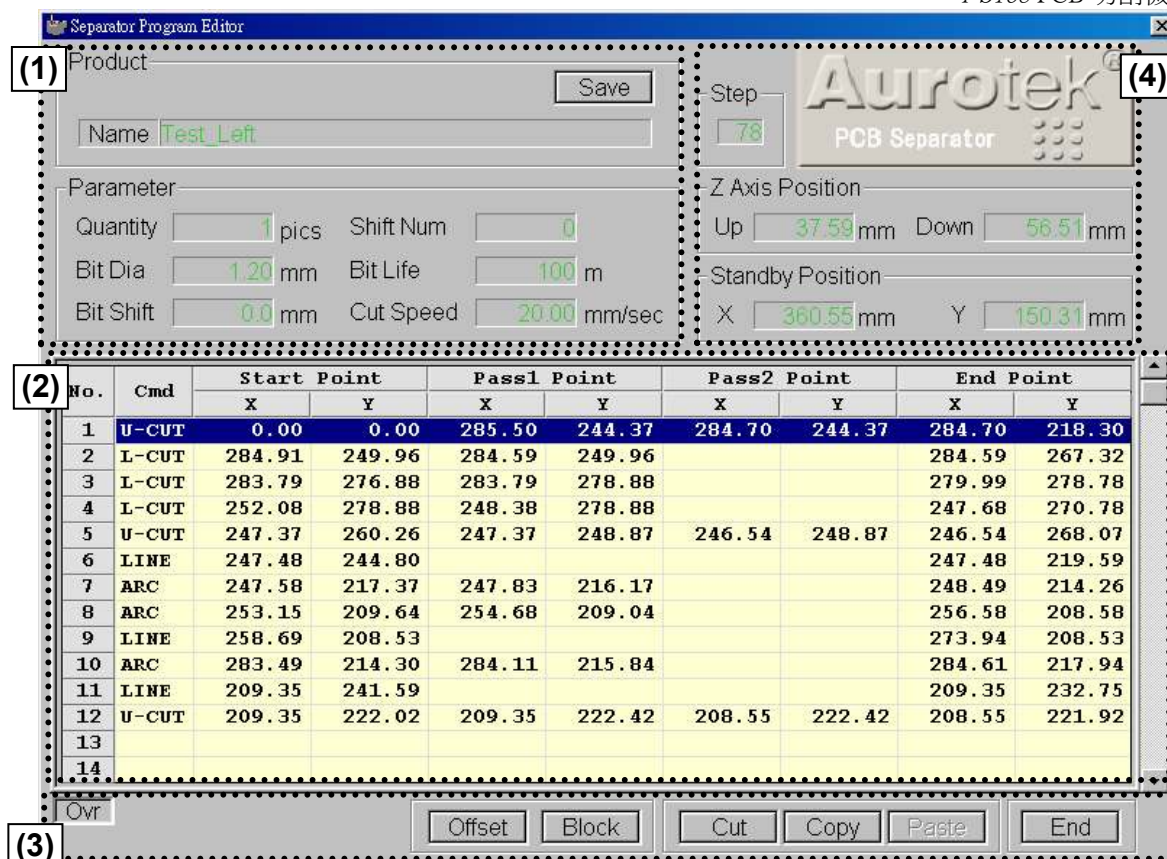 PS105 PCB 切割機
Separator Program Editor
(1)
Product
Save
Name Test_Left
Parameter
Quantity 1 pics Shift Num 0
Bit Dia 1.20 mm Bit Life 100 m
Bit Shift 0.0 mm Cut Speed 20.00 mm/sec
(4)
Step
78
Aurotek®
PCB Separator
Z Axis Position
Up 37.59 mm Down 56.51 mm
Standby Position
X 360.55 mm Y 150.31 mm
(2)
No. Cmd Start Point Pass1 Point Pass2 Point End Point
X Y X Y X Y X Y
1 U-CUT 0.00 0.00 285.50 244.37 284.70 244.37 284.70 218.30
2 L-CUT 284.91 249.96 284.59 249.96 284.59 267.32
3 L-CUT 283.79 276.88 283.79 278.88 279.99 278.78
4 L-CUT 252.08 278.88 248.38 278.88 247.68 270.78
5 U-CUT 247.37 260.26 247.37 248.87 246.54 248.87 246.54 268.07
6 LINE 247.48 244.80 247.48 219.59
7 ARC 247.58 217.37 247.83 216.17 248.49 214.26
8 ARC 253.15 209.64 254.68 209.04 256.58 208.58
9 LINE 258.69 208.53 273.94 208.53
10 ARC 283.49 214.30 284.11 215.84 284.61 217.94
11 LINE 209.35 241.59 209.35 232.75
12 U-CUT 209.35 222.02 209.35 222.42 208.55 222.42 208.55 221.92
13
14
(3)
Ovr
Offset Block Cut Copy Paste End